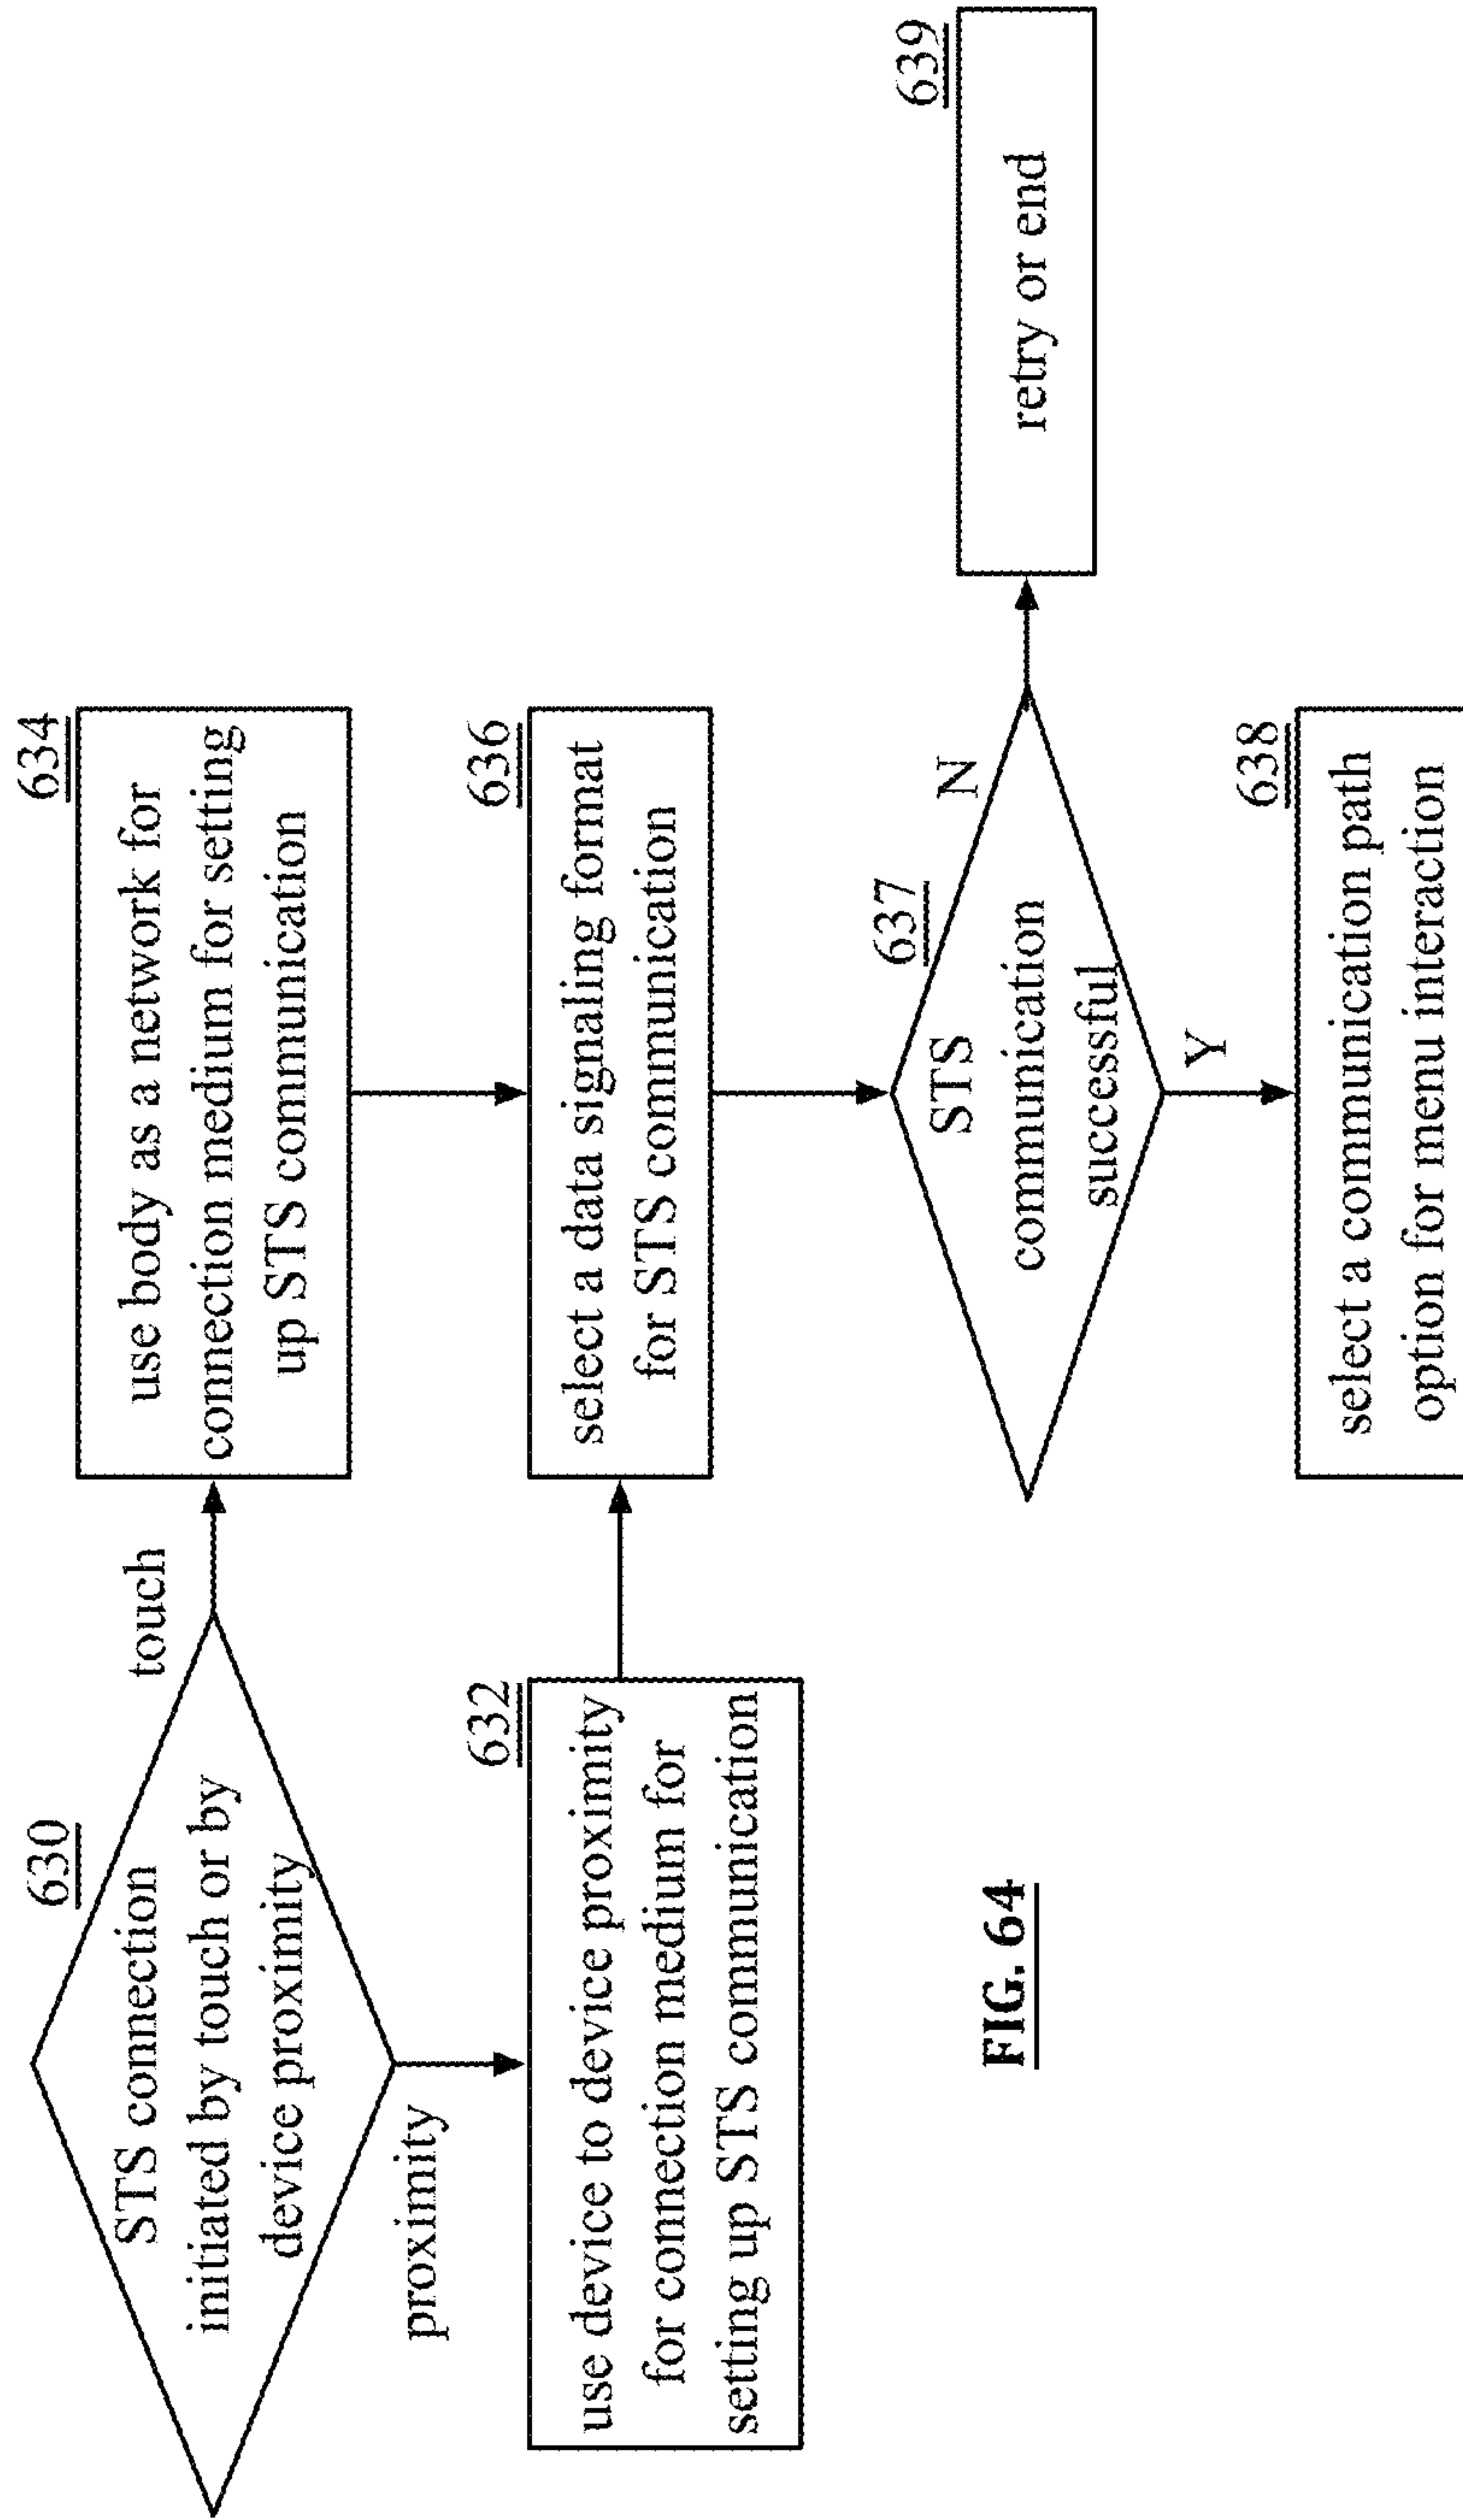 630
STS connection
initiated by touch or by
device proximity
touch
proximity
634
use body as a network for
connection medium for setting
up STS communication
632
use device to device proximity
for connection medium for
setting up STS communication
636
select a data signaling format
for STS communication
637
STS
communication
successful
N
Y
639
retry or end
638
select a communication path
option for menu interaction
FIG. 64